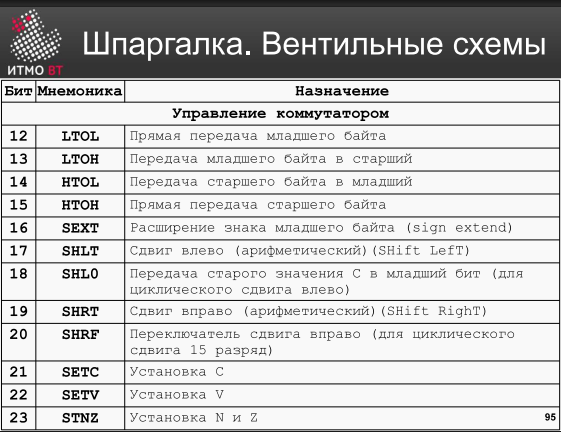 ИТМО ВТ
Шпаргалка. Вентильные схемы
Бит Мнемоника Назначение
Управление коммутатором
12 LTOL Прямая передача младшего байта
13 LTOH Передача младшего байта в старший
14 HTOL Передача старшего байта в младший
15 HTOH Прямая передача старшего байта
16 SEXT Расширение знака младшего байта (sign extend)
17 SHLT Сдвиг влево (арифметический)(SHift LefT)
18 SHL0 Передача старого значения C в младший бит (для
циклического сдвига влево)
19 SHRT Сдвиг вправо (арифметический)(SHift RighT)
20 SHRF Переключатель сдвига вправо (для циклического
сдвига 15 разряд)
21 SETC Установка C
22 SETV Установка V
23 STNZ Установка N и Z
95